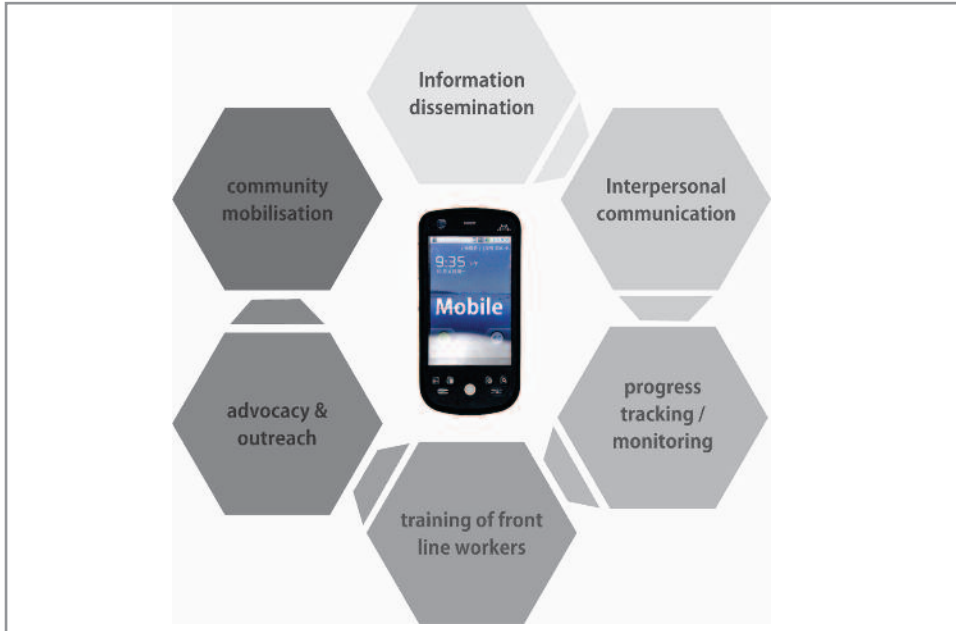 Information
dissemination
Interpersonal
communication
progress
tracking /
monitoring
training of front
line workers
advocacy &
outreach
community
mobilisation
9:35
Mobile